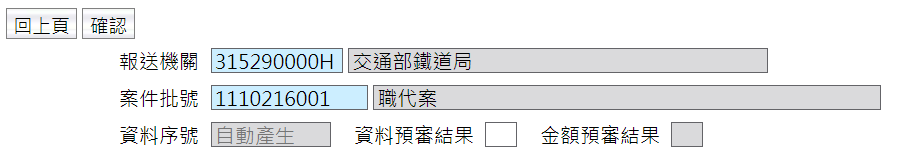 回上頁 確認
報送機關 315290000H 交通部鐵道局
案件批號 1110216001 職代案
資料序號 自動產生 資料預審結果 金額預審結果